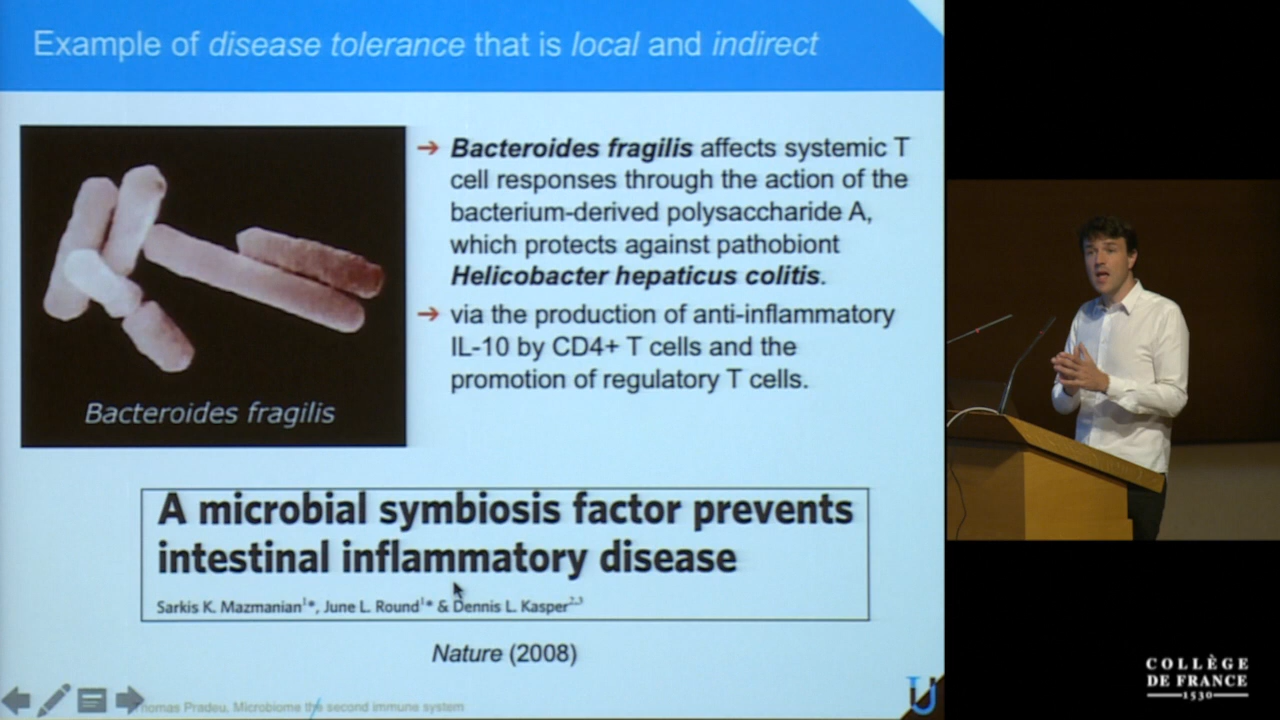 Example of disease tolerance that is local and indirect
Bacteroides fragilis
→ Bacteroides fragilis affects systemic T
cell responses through the action of the
bacterium-derived polysaccharide A,
which protects against pathobiont
Helicobacter hepaticus colitis.
→ via the production of anti-inflammatory
IL-10 by CD4+ T cells and the
promotion of regulatory T cells.
A microbial symbiosis factor prevents
intestinal inflammatory disease
Sarkis K. Mazmanian¹*, June L. Round¹* & Dennis L. Kasper²,³
Nature (2008)
Thomas Pradeu, Microbiome the second immune system
COLLÈGE
DE FRANCE
1530